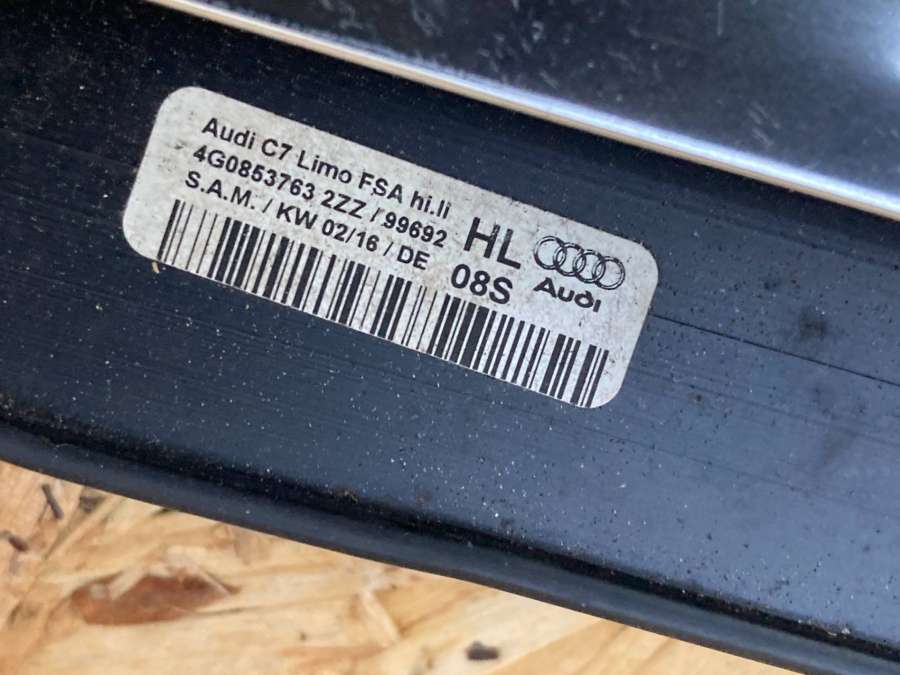 Audi C7 Limo FSA hi.li
4G0853763 2ZZ / 99692
S.A.M. / KW 02/16 / DE
HL
08S
Audi